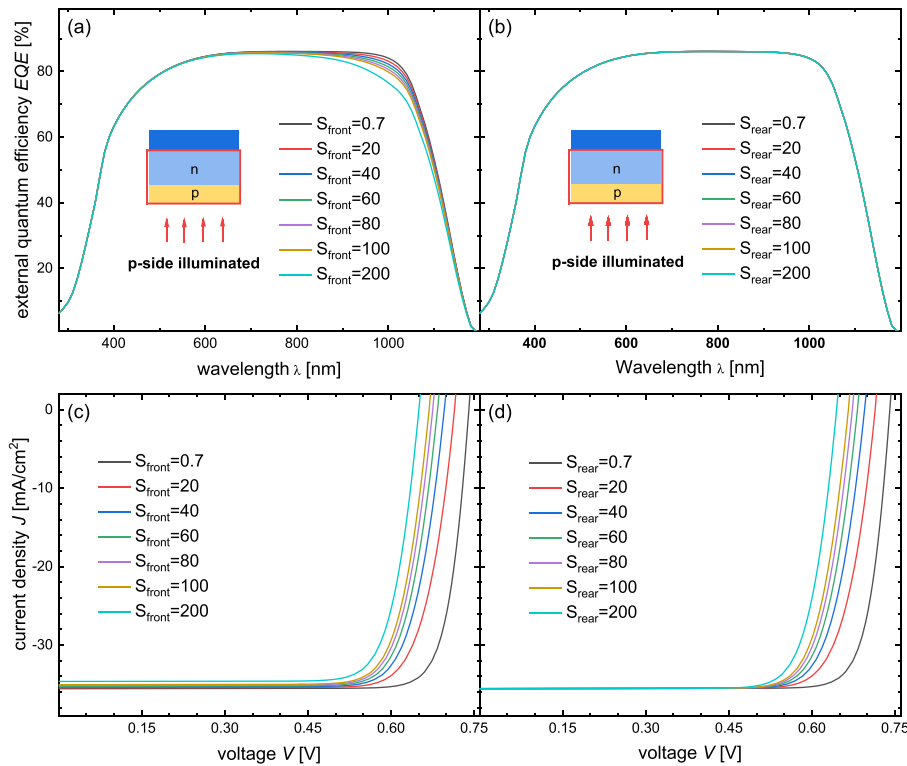 (a)
external quantum efficiency EQE [%]
80
60
40
20
S_front=0.7
S_front=20
S_front=40
S_front=60
S_front=80
S_front=100
S_front=200
n
p
p-side illuminated
400 600 800 1000
wavelength λ [nm]
(b)
S_rear=0.7
S_rear=20
S_rear=40
S_rear=60
S_rear=80
S_rear=100
S_rear=200
n
p
p-side illuminated
400 600 800 1000
Wavelength λ [nm]
(c)
current density J [mA/cm²]
0
-10
-20
-30
S_front=0.7
S_front=20
S_front=40
S_front=60
S_front=80
S_front=100
S_front=200
0.15 0.30 0.45 0.60 0.75
voltage V [V]
(d)
S_rear=0.7
S_rear=20
S_rear=40
S_rear=60
S_rear=80
S_rear=100
S_rear=200
0.15 0.30 0.45 0.60 0.75
voltage V [V]